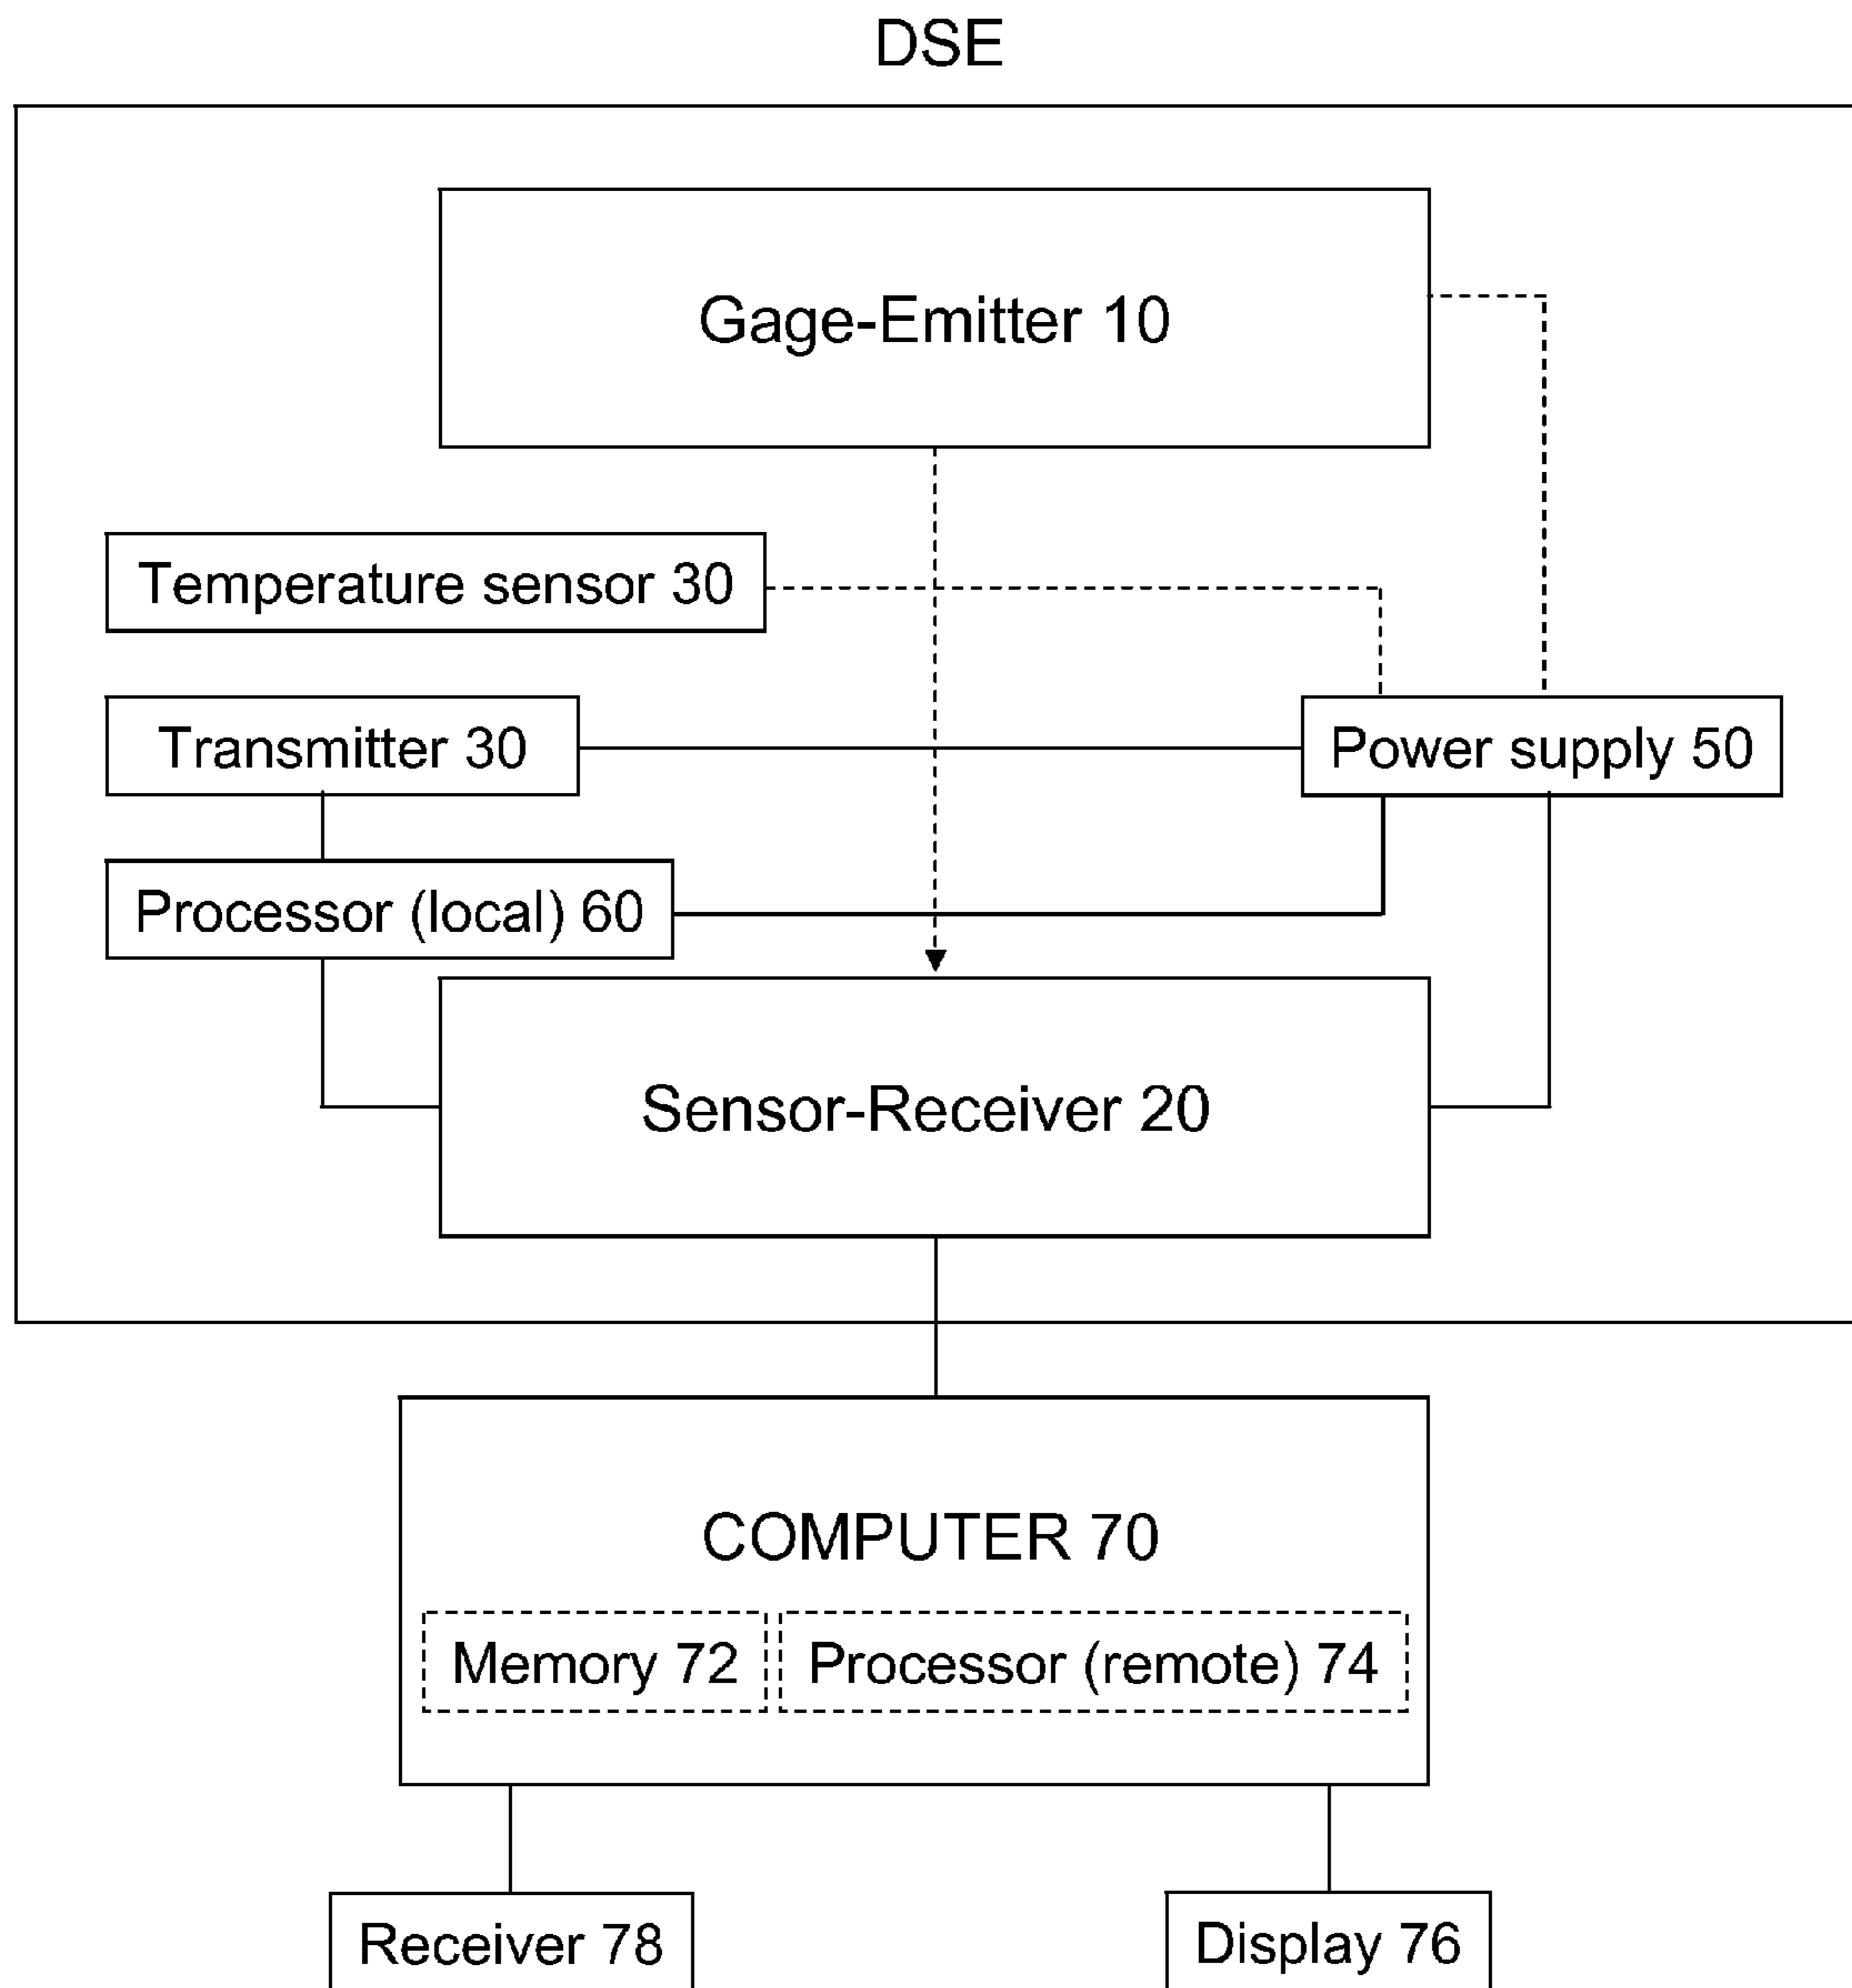 DSE
Gage-Emitter 10
Temperature sensor 30
Transmitter 30
Power supply 50
Processor (local) 60
Sensor-Receiver 20
COMPUTER 70
Memory 72
Processor (remote) 74
Receiver 78
Display 76